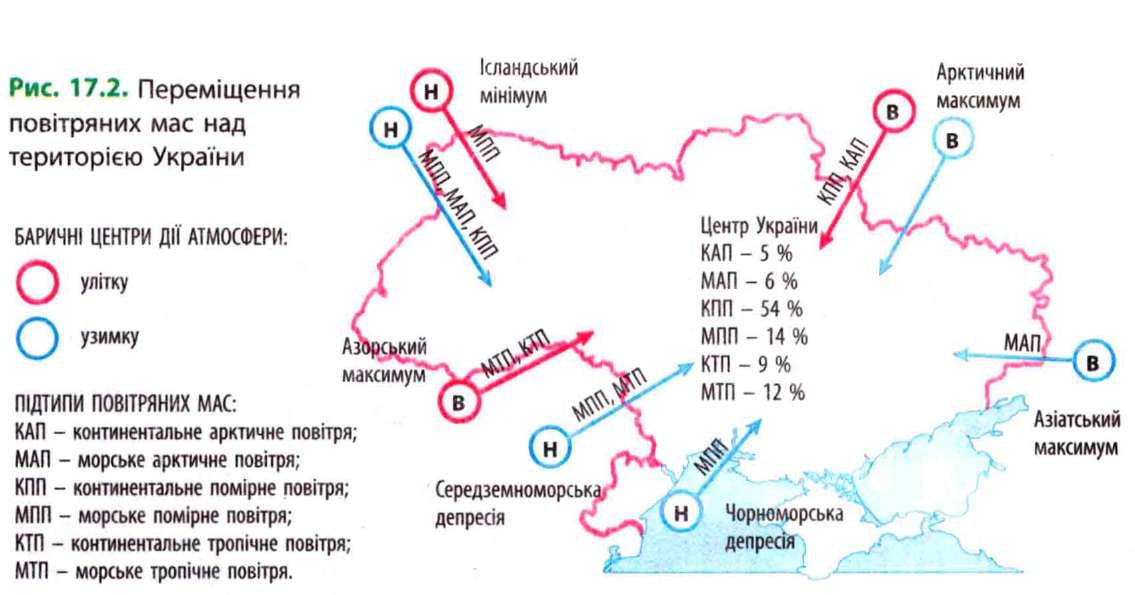 Рис. 17.2. Переміщення
повітряних мас над
територією України
БАРИЧНІ ЦЕНТРИ ДІЇ АТМОСФЕРИ:
улітку
узимку
ПІДТИПИ ПОВІТРЯНИХ МАС:
КАП – континентальне арктичне повітря;
МАП – морське арктичне повітря;
КПП – континентальне помірне повітря;
МПП – морське помірне повітря;
КТП – континентальне тропічне повітря;
МТП – морське тропічне повітря.
Ісландський
мінімум
Н
МПП
Н
МПП, МАП, КПП
Арктичний
максимум
В
КПП, КАП
В
Центр України
КАП – 5 %
МАП – 6 %
КПП – 54 %
МПП – 14 %
КТП – 9 %
МТП – 12 %
Азорський
максимум
В
МТП, КТП
МАП
В
Азіатський
максимум
Н
МПП, МТП
Середземноморська
депресія
Н
МПП
Чорноморська
депресія